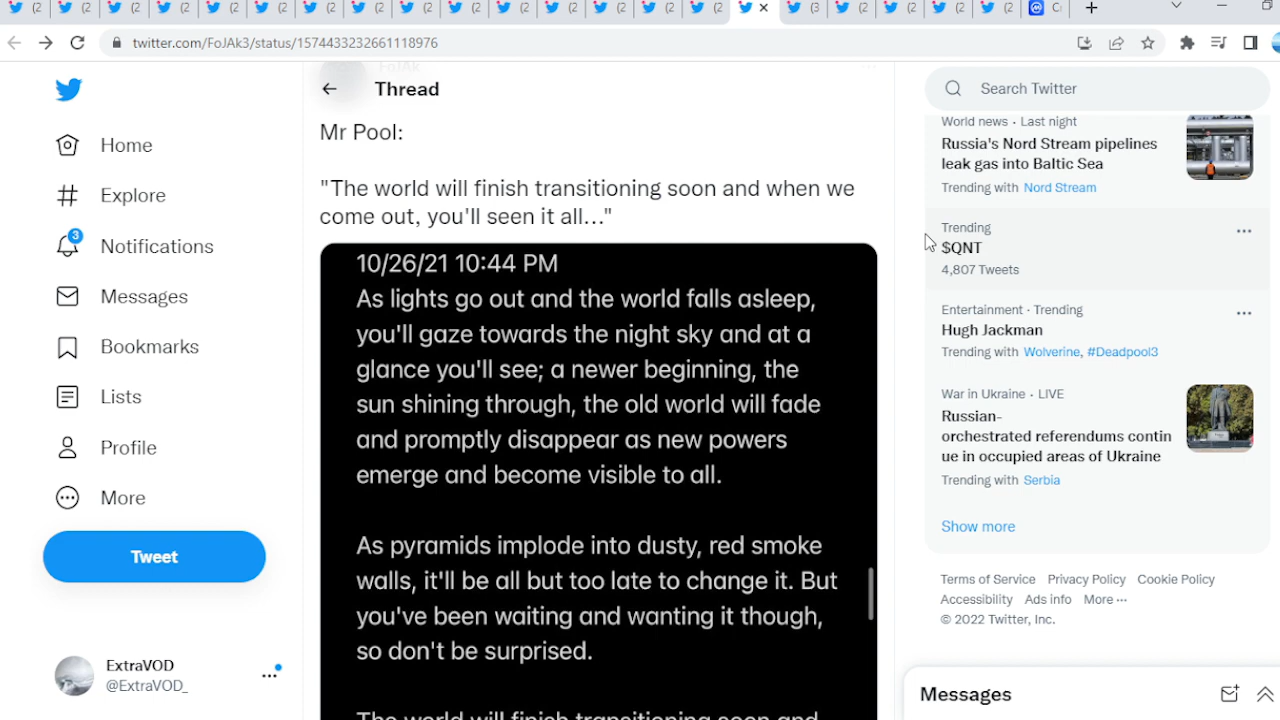 twitter.com/FoJAk3/status/1574433232661118976
Home
Explore
3
Notifications
Messages
Bookmarks
Lists
Profile
More
Tweet
ExtraVOD
@ExtraVOD_
FoJAk
Thread
Mr Pool:
"The world will finish transitioning soon and when we
come out, you'll seen it all..."
10/26/21 10:44 PM
As lights go out and the world falls asleep,
you'll gaze towards the night sky and at a
glance you'll see; a newer beginning, the
sun shining through, the old world will fade
and promptly disappear as new powers
emerge and become visible to all.
As pyramids implode into dusty, red smoke
walls, it'll be all but too late to change it. But
you've been waiting and wanting it though,
so don't be surprised.
The world will finish transitioning soon and
Search Twitter
World news · Last night
Russia's Nord Stream pipelines
leak gas into Baltic Sea
Trending with Nord Stream
Trending
$QNT
4,807 Tweets
Entertainment · Trending
Hugh Jackman
Trending with Wolverine, #Deadpool3
War in Ukraine · LIVE
Russian-
orchestrated referendums contin
ue in occupied areas of Ukraine
Trending with Serbia
Show more
Terms of Service Privacy Policy Cookie Policy
Accessibility Ads info More ···
© 2022 Twitter, Inc.
Messages